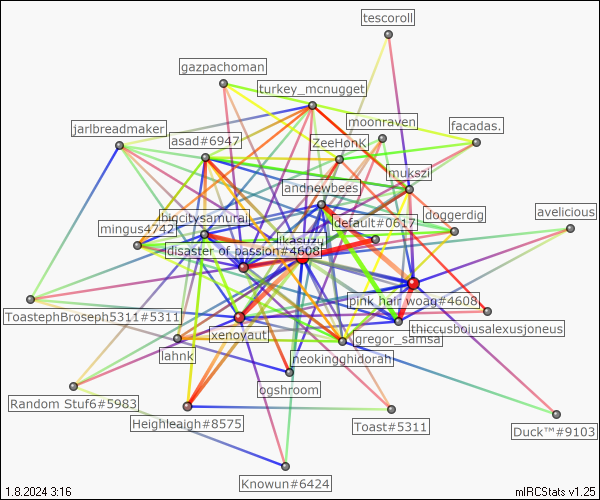 tescoroll
gazpachoman
turkey_mcnugget
moonraven
facadas.
jarlbreadmaker
asad#6947
ZeeHonK
mukszi
andnewbees
bigcitysamurai
default#0617
doggerdig
avelicious
mingus4742
ikasuzu
disaster of passion#4608
pink hair woag#4608
ToastephBroseph5311#5311
thiccusboiusalexusjoneus
xenoyaut
gregor_samsa
lahnk
neokingghidorah
ogshroom
Random Stuf6#5983
Heighleaigh#8575
Toast#5311
Duck™#9103
Knowun#6424
1.8.2024 3:16
mIRCStats v1.25